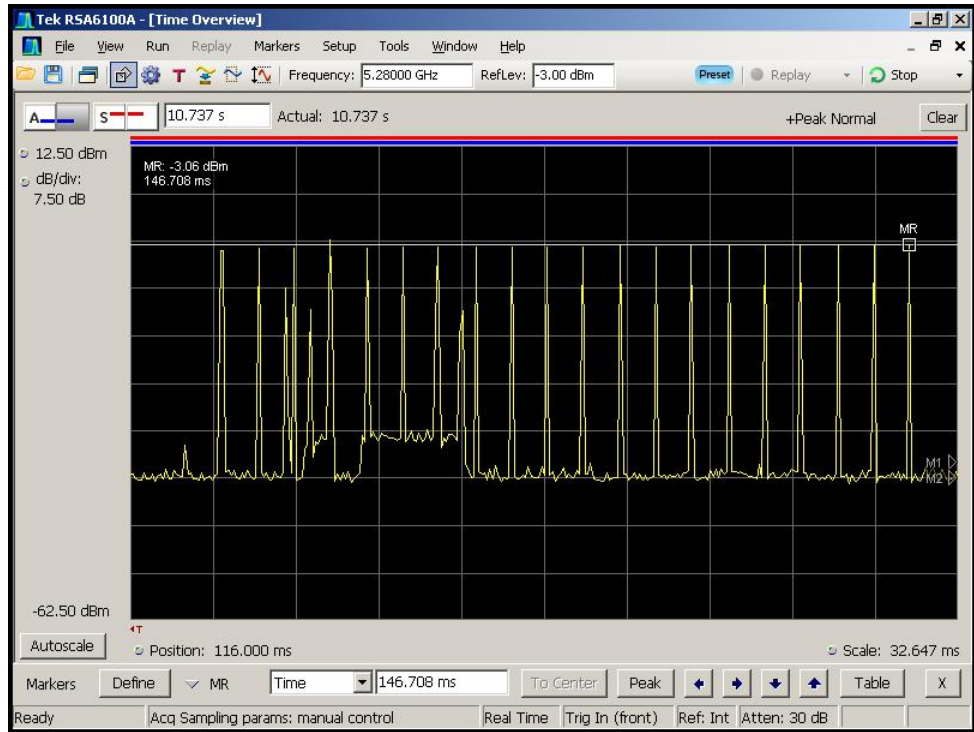 Tek RSA6100A - [Time Overview]
File View Run Replay Markers Setup Tools Window Help
T Frequency: 5.28000 GHz RefLev: -3.00 dBm Preset Replay Stop
A S 10.737 s Actual: 10.737 s +Peak Normal Clear
12.50 dBm
dB/div:
7.50 dB
MR: -3.06 dBm
146.708 ms
MR
M1
M2
-62.50 dBm
T
Autoscale Position: 116.000 ms Scale: 32.647 ms
Markers Define MR Time 146.708 ms To Center Peak Table X
Ready Acq Sampling params: manual control Real Time Trig In (front) Ref: Int Atten: 30 dB